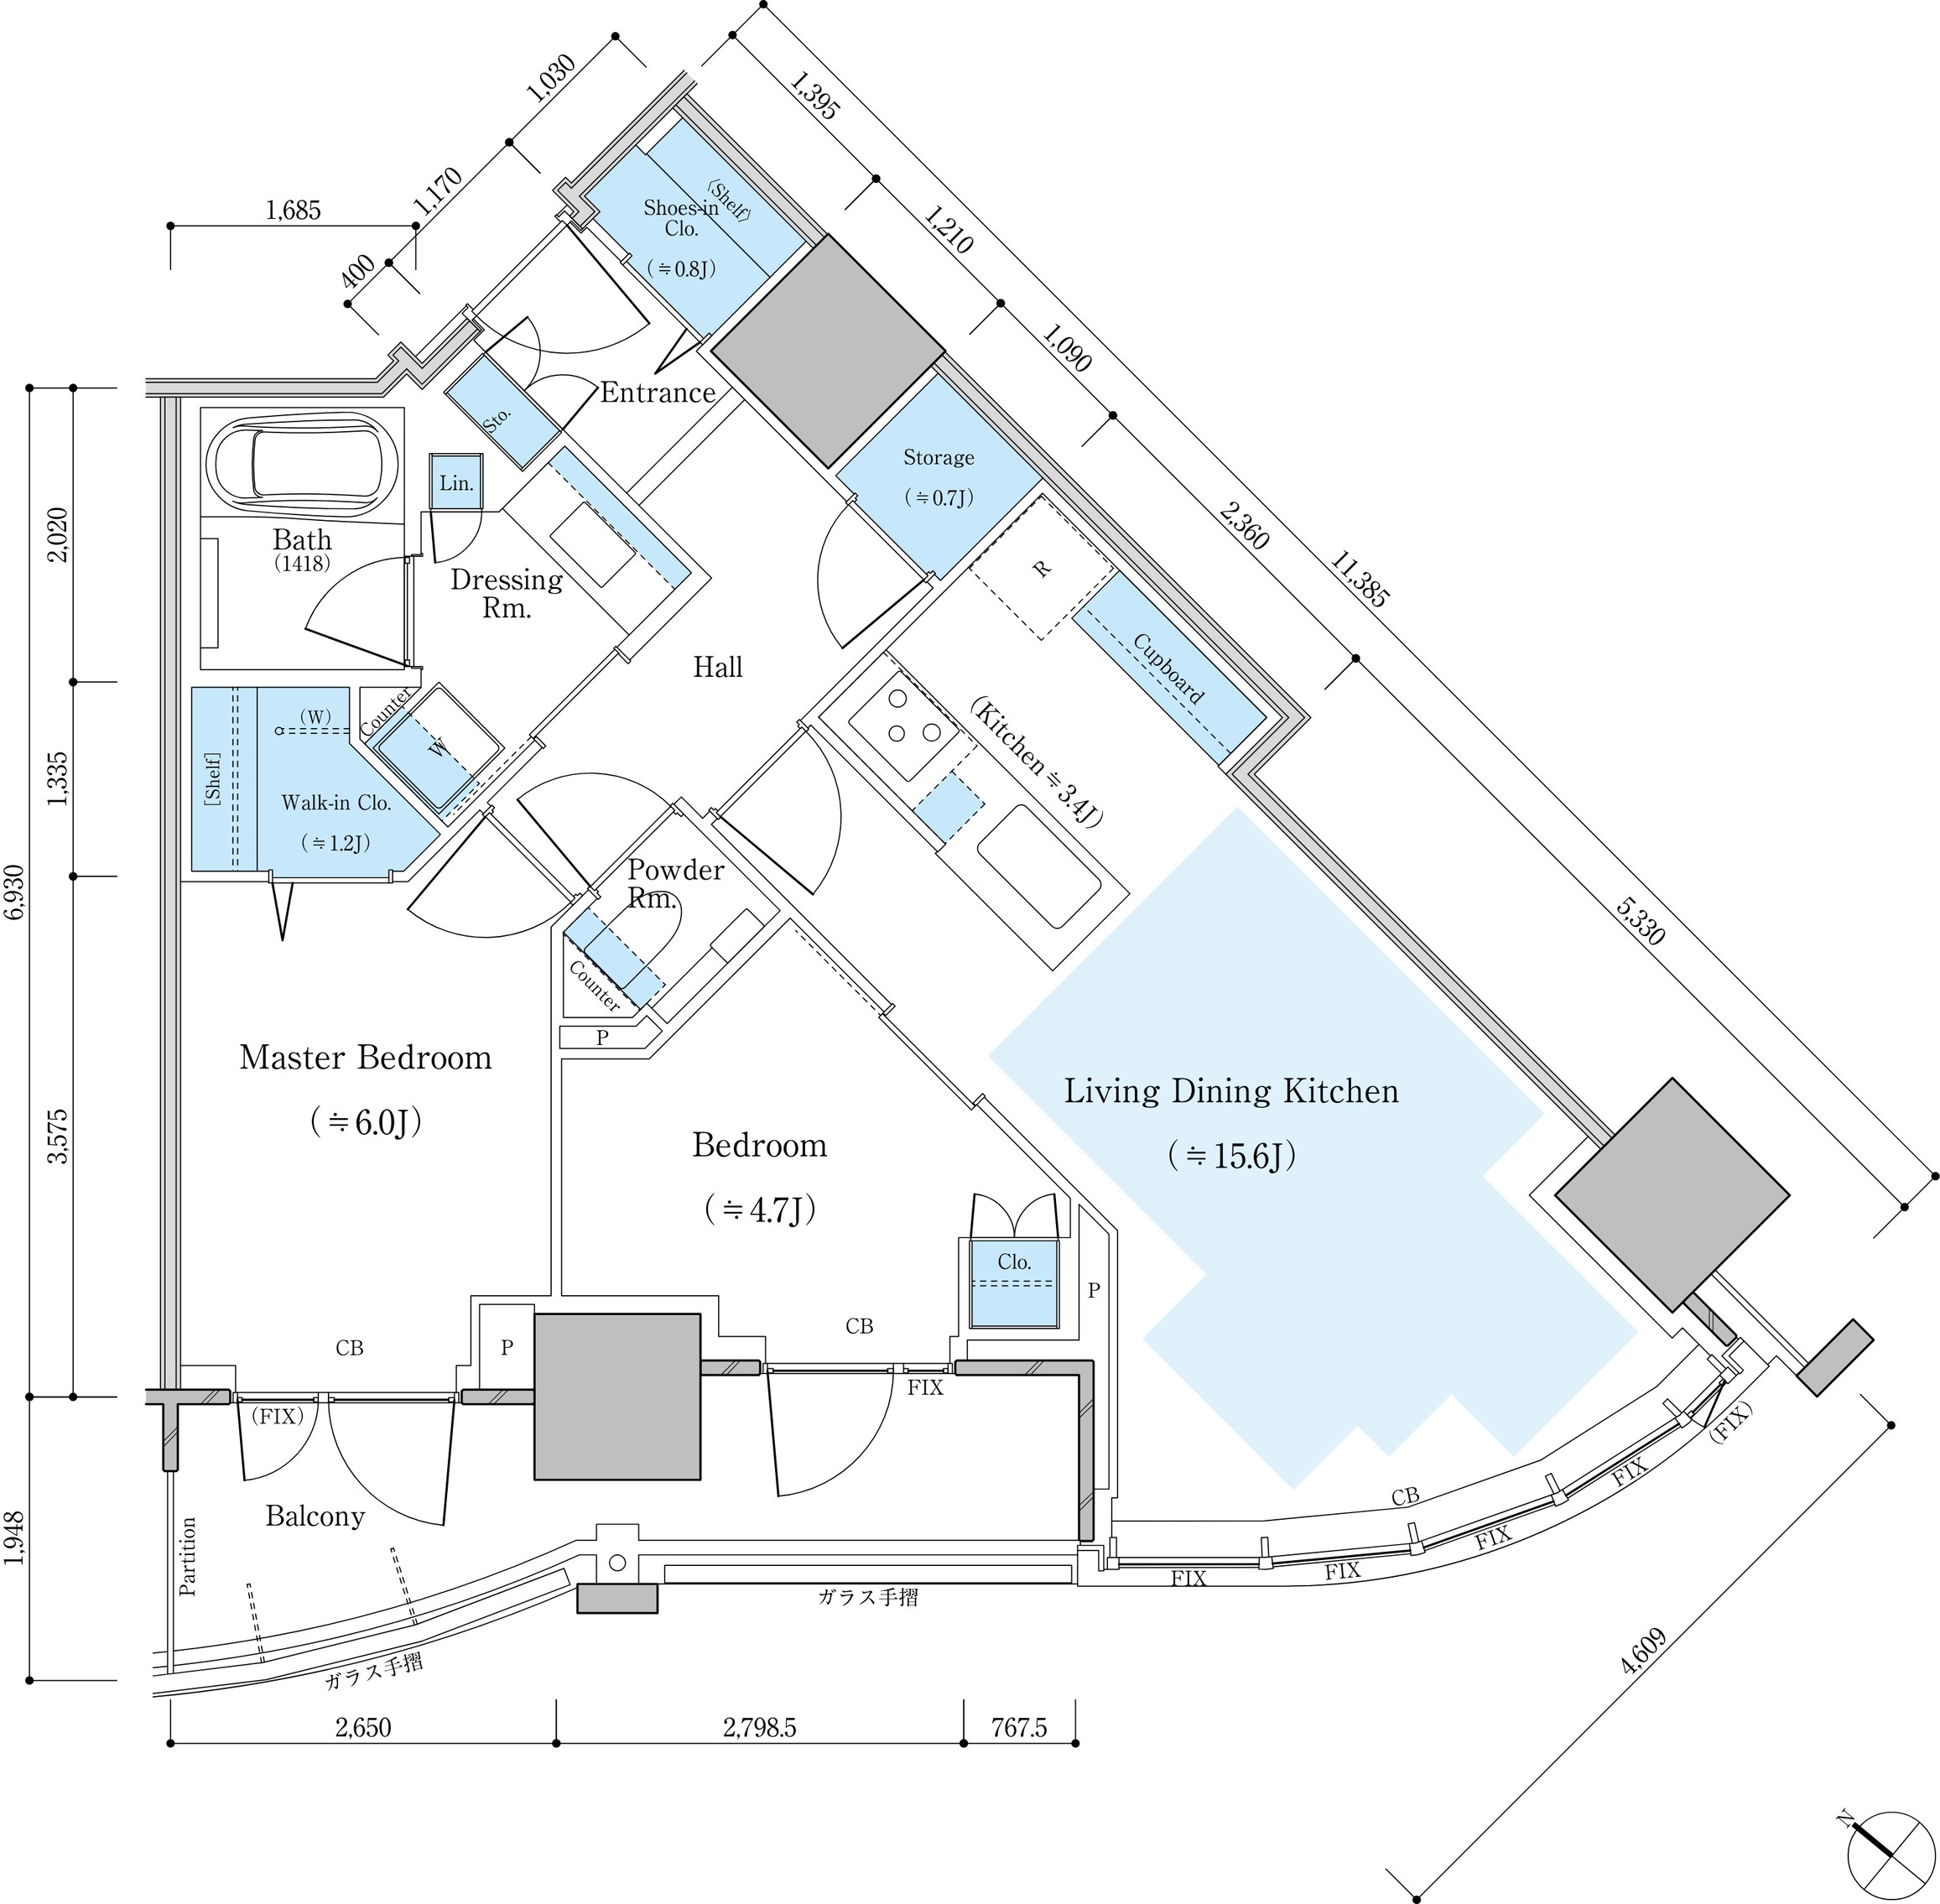 1,030
1,395
1,170
1,685
400
〈Shelf〉
Shoes-in
Clo.
(≒0.8J)
1,210
1,090
Entrance
Sto.
Storage
(≒0.7J)
Lin.
Bath
(1418)
Dressing
Rm.
R
2,360
11,385
2,020
Hall
Cupboard
Counter
W
(W)
[Shelf]
Walk-in Clo.
(≒1.2J)
1,335
(Kitchen≒3.4J)
6,930
Powder
Rm.
Counter
P
5,330
Master Bedroom
(≒6.0J)
3,575
Bedroom
(≒4.7J)
Living Dining Kitchen
(≒15.6J)
Clo.
P
CB
P
CB
FIX
(FIX)
(FIX)
FIX
CB
FIX
FIX
FIX
Balcony
Partition
1,948
ガラス手摺
ガラス手摺
4,609
2,650
2,798.5
767.5
N